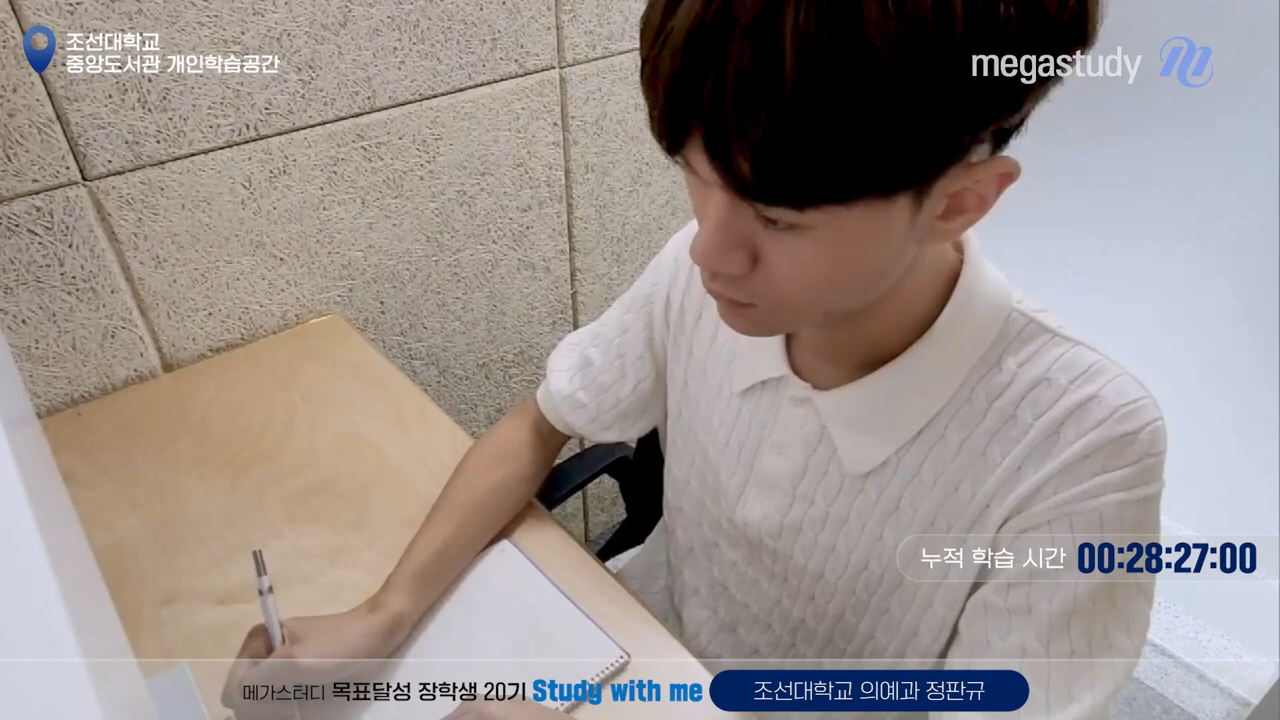 조선대학교
중앙도서관 개인학습공간
megastudy
누적 학습 시간 00:28:27:00
메가스터디 목표달성 장학생 20기 Study with me 조선대학교 의예과 정판규